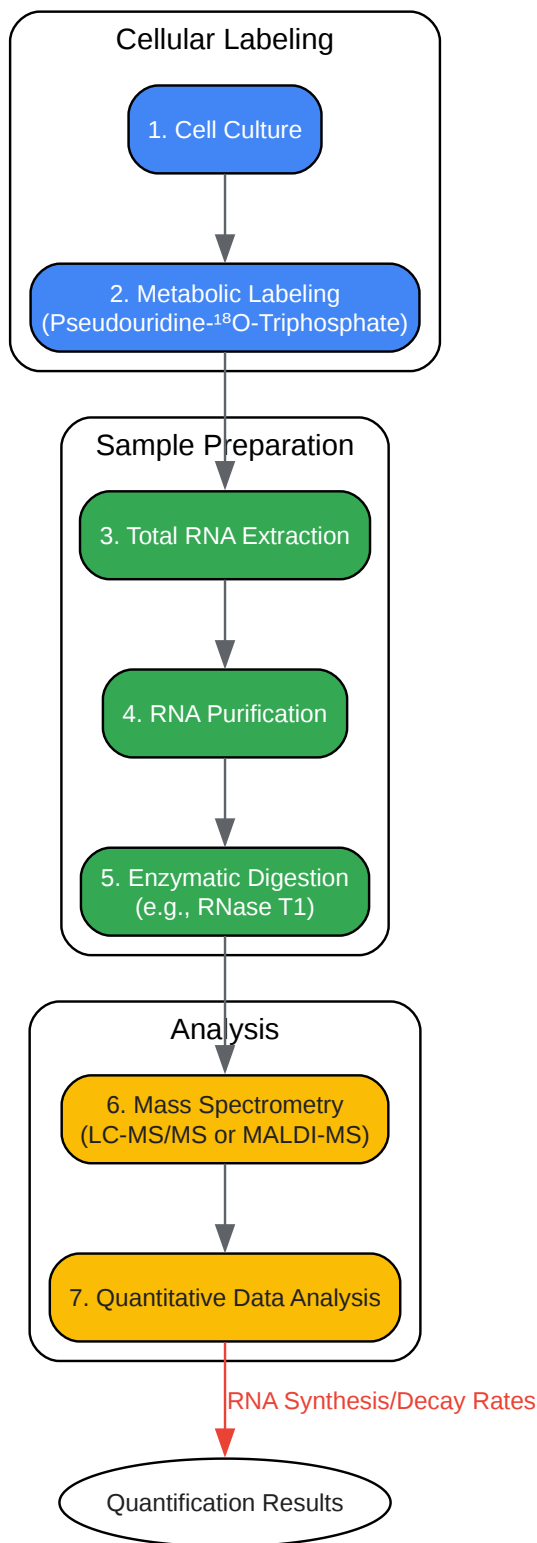 Cellular Labeling
1. Cell Culture
2. Metabolic Labeling
(Pseudouridine-¹⁸O-Triphosphate)
Sample Preparation
3. Total RNA Extraction
4. RNA Purification
5. Enzymatic Digestion
(e.g., RNase T1)
Analysis
6. Mass Spectrometry
(LC-MS/MS or MALDI-MS)
7. Quantitative Data Analysis
RNA Synthesis/Decay Rates
Quantification Results